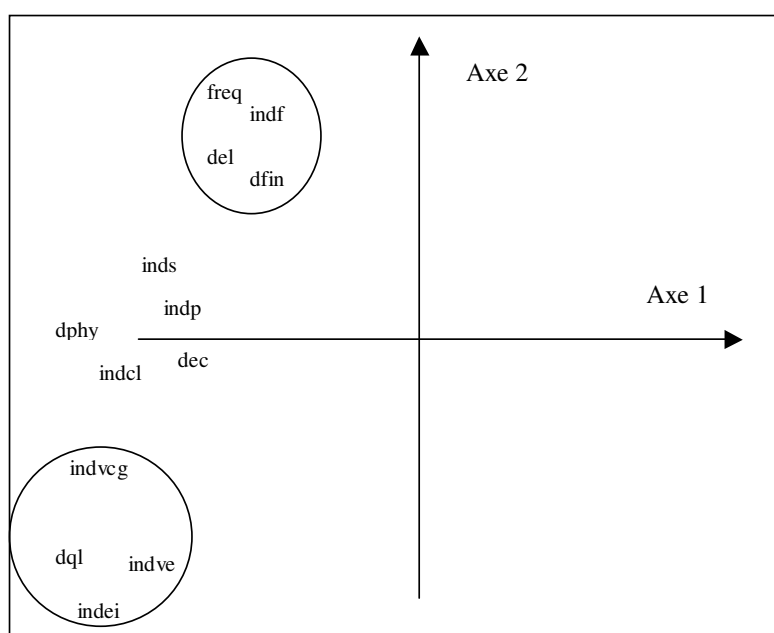 Axe 2
freq
indf
del
dfin
inds
Axe 1
indp
dphy
dec
indcl
indvcg
dql
indve
indei